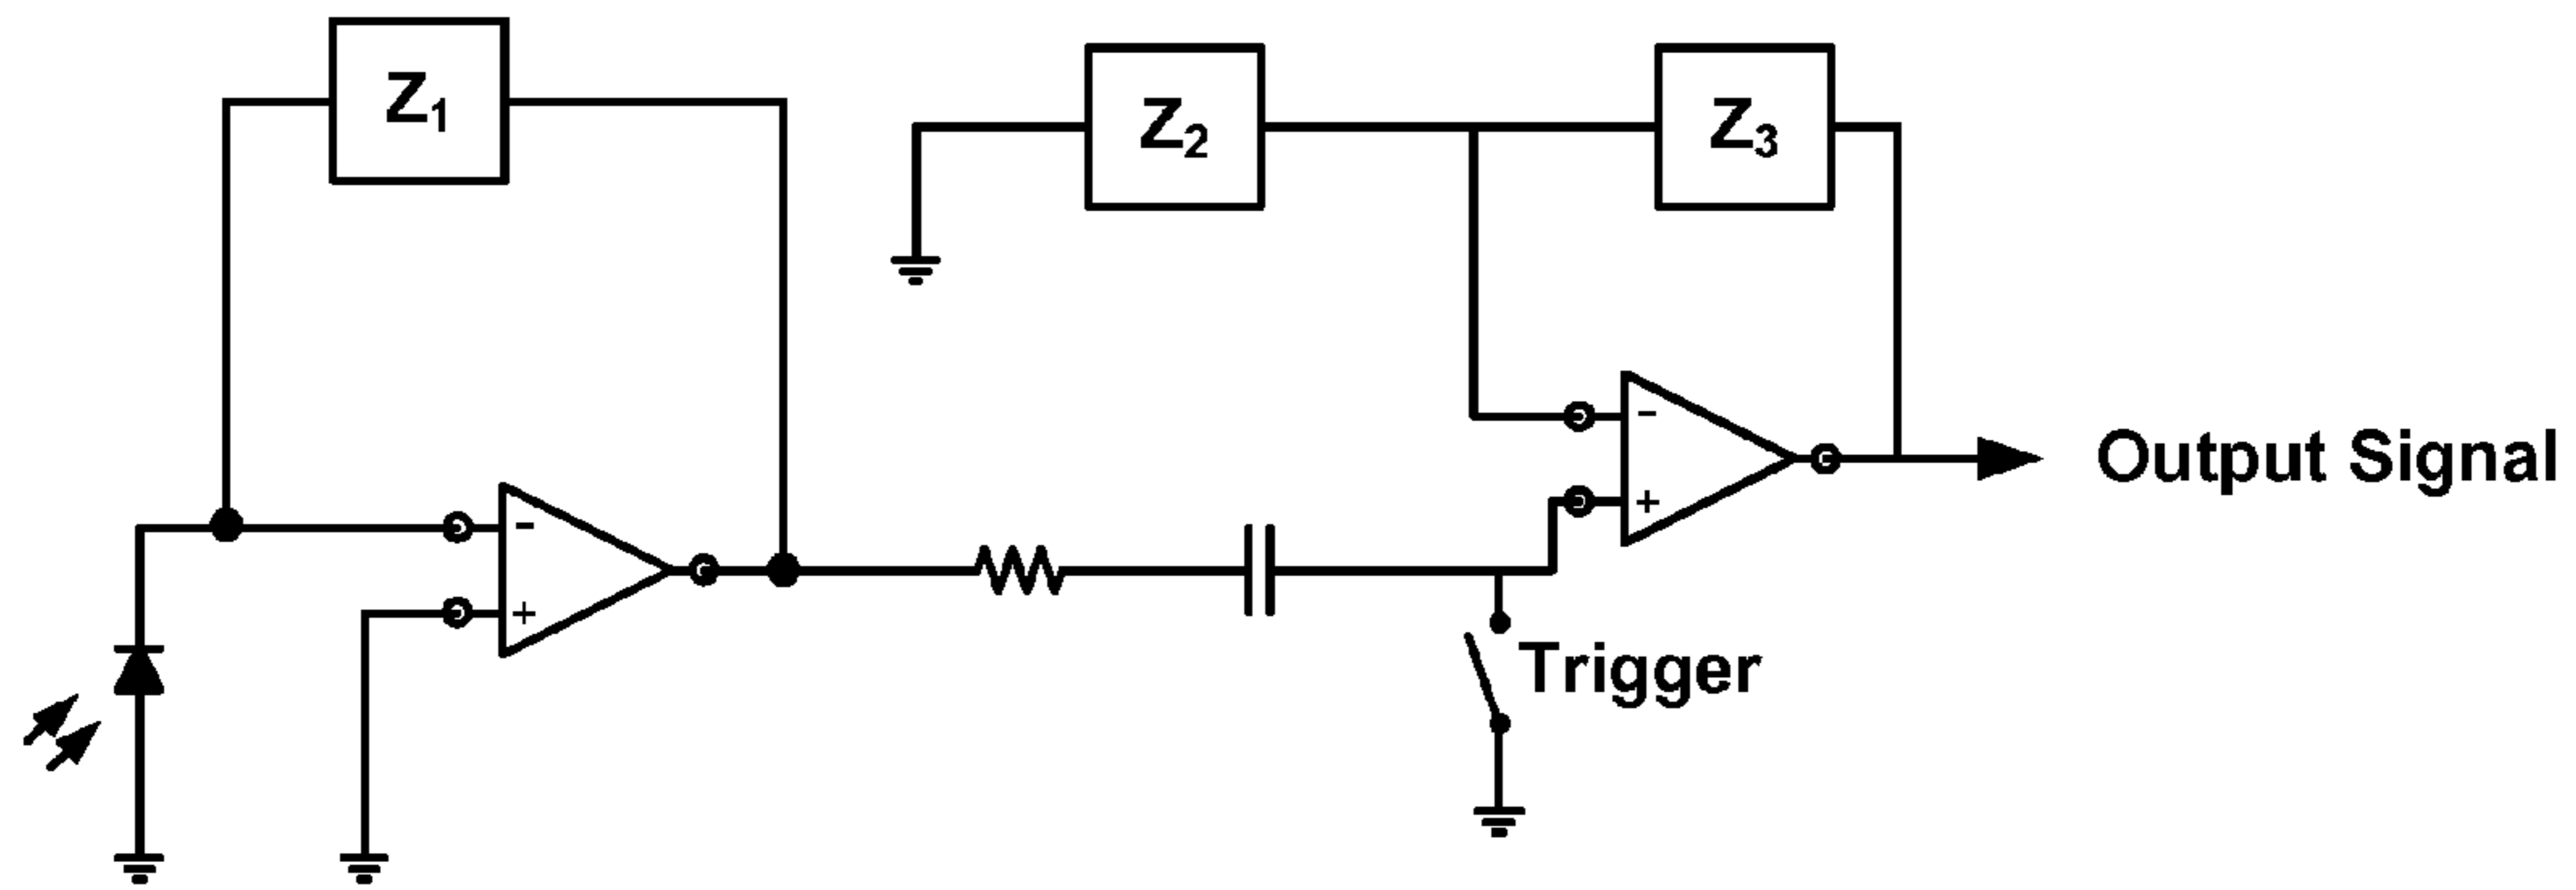 Z₁
Z₂
Z₃
-
+
-
+
Output Signal
Trigger